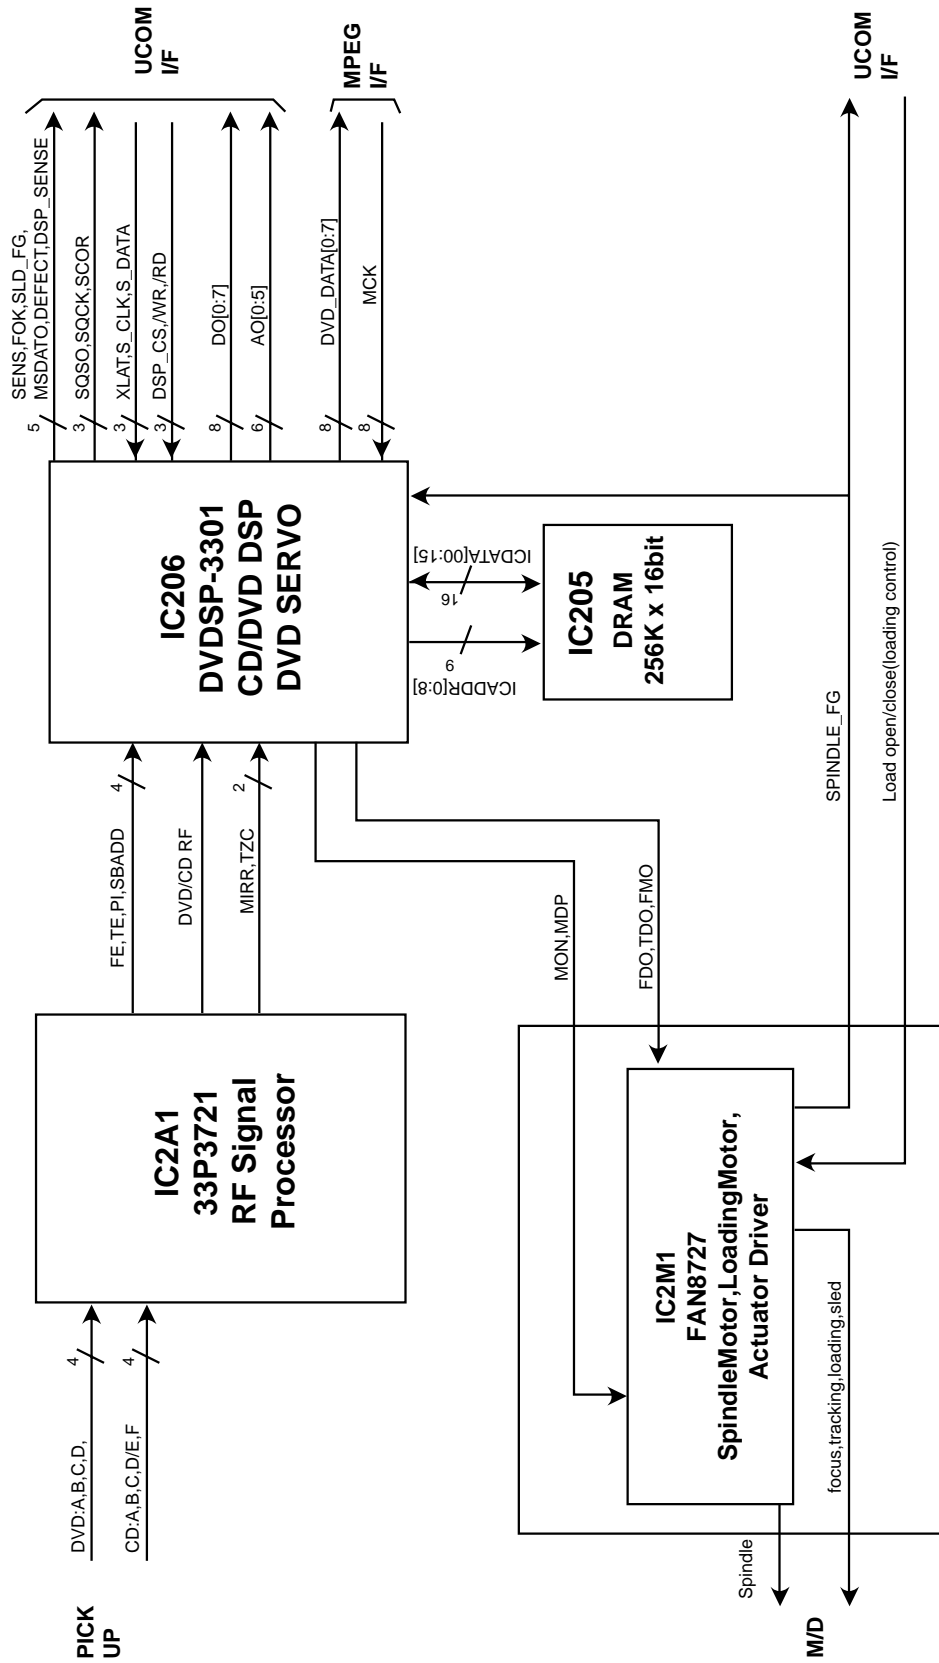 PICK
UP
DVD:A,B,C,D,
4
CD:A,B,C,D/E,F
4
IC2A1
33P3721
RF Signal
Processor
FE,TE,PI,SBADD
4
DVD/CD RF
MIRR,TZC
2
IC206
DVDSP-3301
CD/DVD DSP
DVD SERVO
SENS,FOK,SLD_FG,
MSDATO,DEFECT,DSP_SENSE
5
SQSO,SQCK,SCOR
3
XLAT,S_CLK,S_DATA
3
DSP_CS,/WR,/RD
3
DO[0:7]
8
AO[0:5]
6
UCOM
I/F
DVD_DATA[0:7]
8
MCK
8
MPEG
I/F
ICADDR[0:8]
9
ICDATA[00:15]
16
IC205
DRAM
256K x 16bit
MON,MDP
FDO,TDO,FMO
IC2M1
FAN8727
SpindleMotor,LoadingMotor,
Actuator Driver
SPINDLE_FG
Load open/close(loading control)
UCOM
I/F
Spindle
focus,tracking,loading,sled
M/D